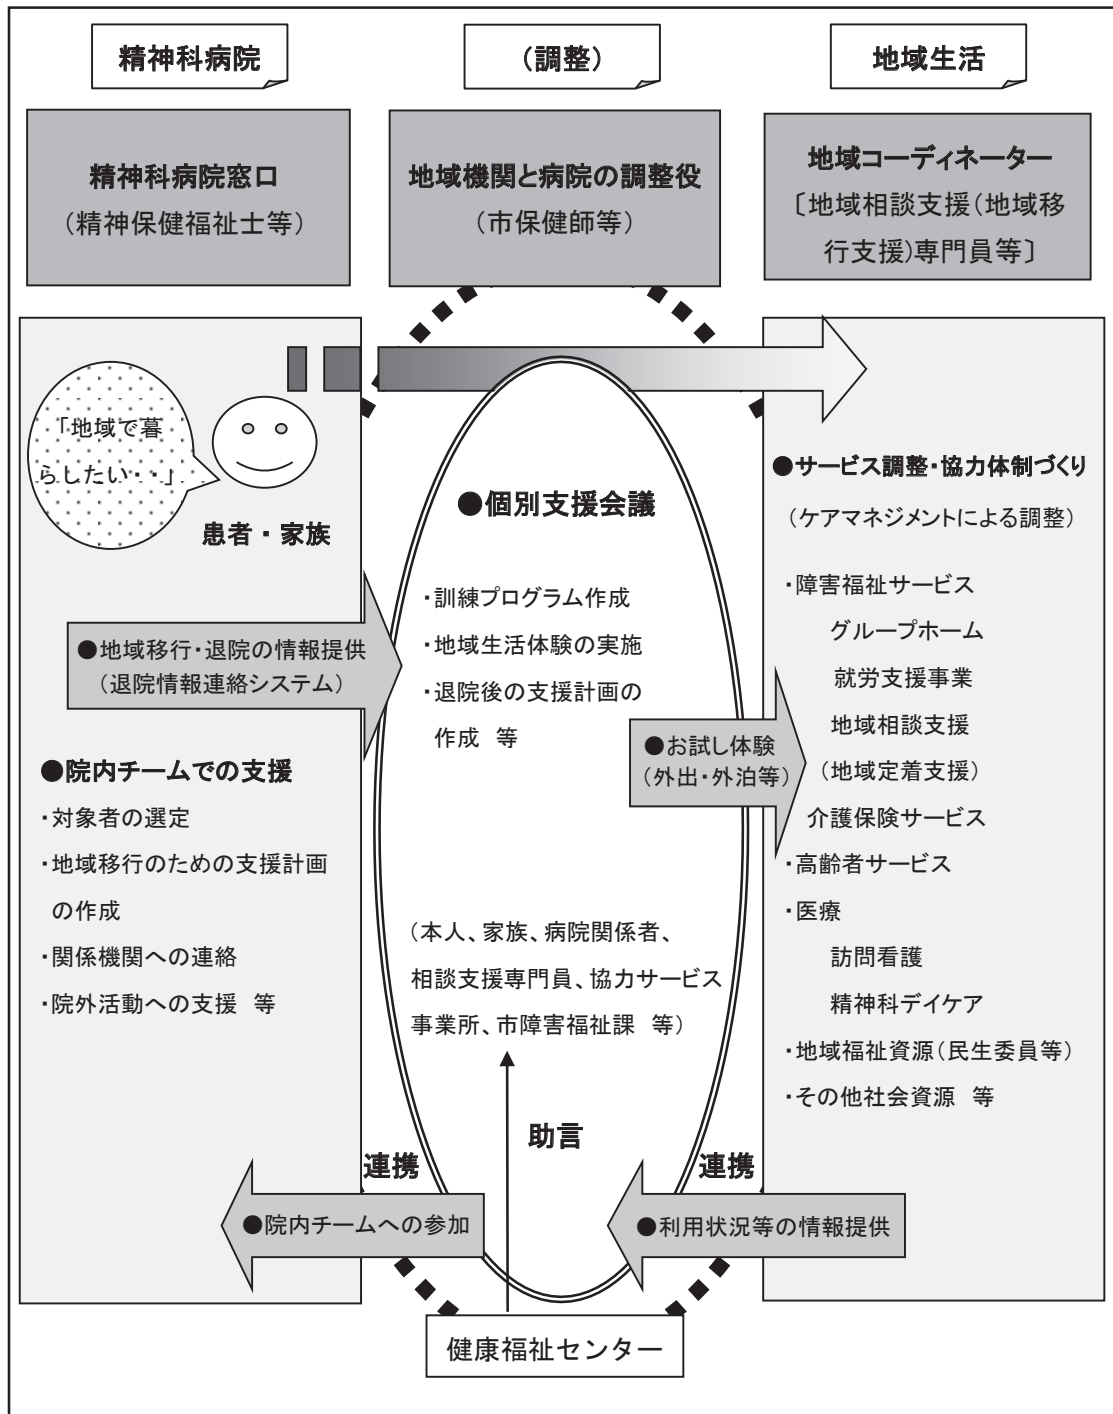 精神科病院
（調整）
地域生活
精神科病院窓口
（精神保健福祉士等）
地域機関と病院の調整役
（市保健師等）
地域コーディネーター
〔地域相談支援（地域移
行支援）専門員等〕
「地域で暮
らしたい・・」
患者・家族
●地域移行・退院の情報提供
（退院情報連絡システム）
●院内チームでの支援
・対象者の選定
・地域移行のための支援計画
の作成
・関係機関への連絡
・院外活動への支援　等
●個別支援会議
・訓練プログラム作成
・地域生活体験の実施
・退院後の支援計画の
作成　等
●お試し体験
（外出・外泊等）
（本人、家族、病院関係者、
相談支援専門員、協力サービス
事業所、市障害福祉課　等）
助言
●サービス調整・協力体制づくり
（ケアマネジメントによる調整）
・障害福祉サービス
グループホーム
就労支援事業
地域相談支援
（地域定着支援）
介護保険サービス
・高齢者サービス
・医療
訪問看護
精神科デイケア
・地域福祉資源（民生委員等）
・その他社会資源　等
連携
連携
●院内チームへの参加
●利用状況等の情報提供
健康福祉センター